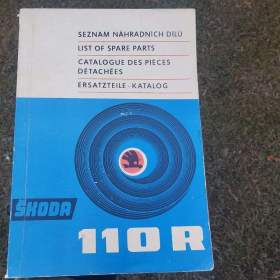 SEZNAM NÁHRADNÍCH DÍLŮ
LIST OF SPARE PARTS
CATALOGUE DES PIÈCES
DÉTACHÉES
ERSATZTEILE - KATALOG
ŠKODA
110 R